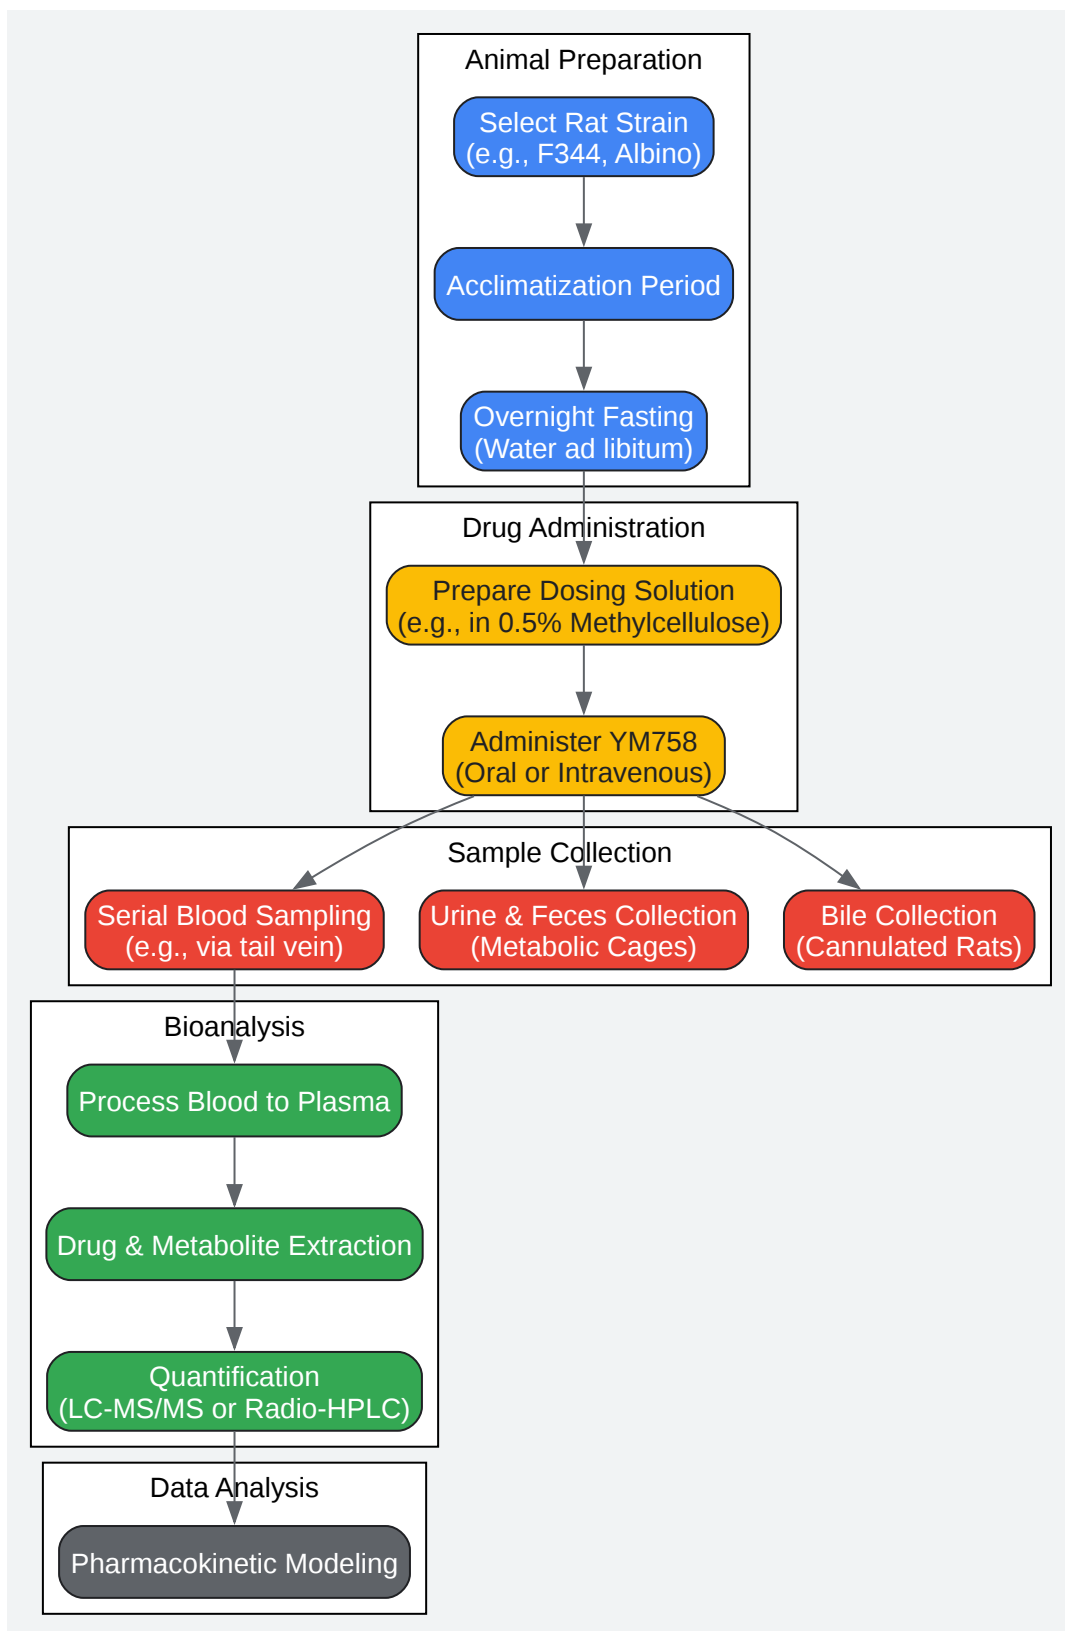 Animal Preparation
Select Rat Strain
(e.g., F344, Albino)
Acclimatization Period
Overnight Fasting
(Water ad libitum)
Drug Administration
Prepare Dosing Solution
(e.g., in 0.5% Methylcellulose)
Administer YM758
(Oral or Intravenous)
Sample Collection
Serial Blood Sampling
(e.g., via tail vein)
Urine & Feces Collection
(Metabolic Cages)
Bile Collection
(Cannulated Rats)
Bioanalysis
Process Blood to Plasma
Drug & Metabolite Extraction
Quantification
(LC-MS/MS or Radio-HPLC)
Data Analysis
Pharmacokinetic Modeling